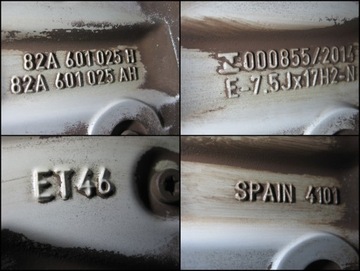 82A 601 025 H
82A 601 025 AH
000855/2014
E-7.5Jx17H2-N
ET46
SPAIN 4101